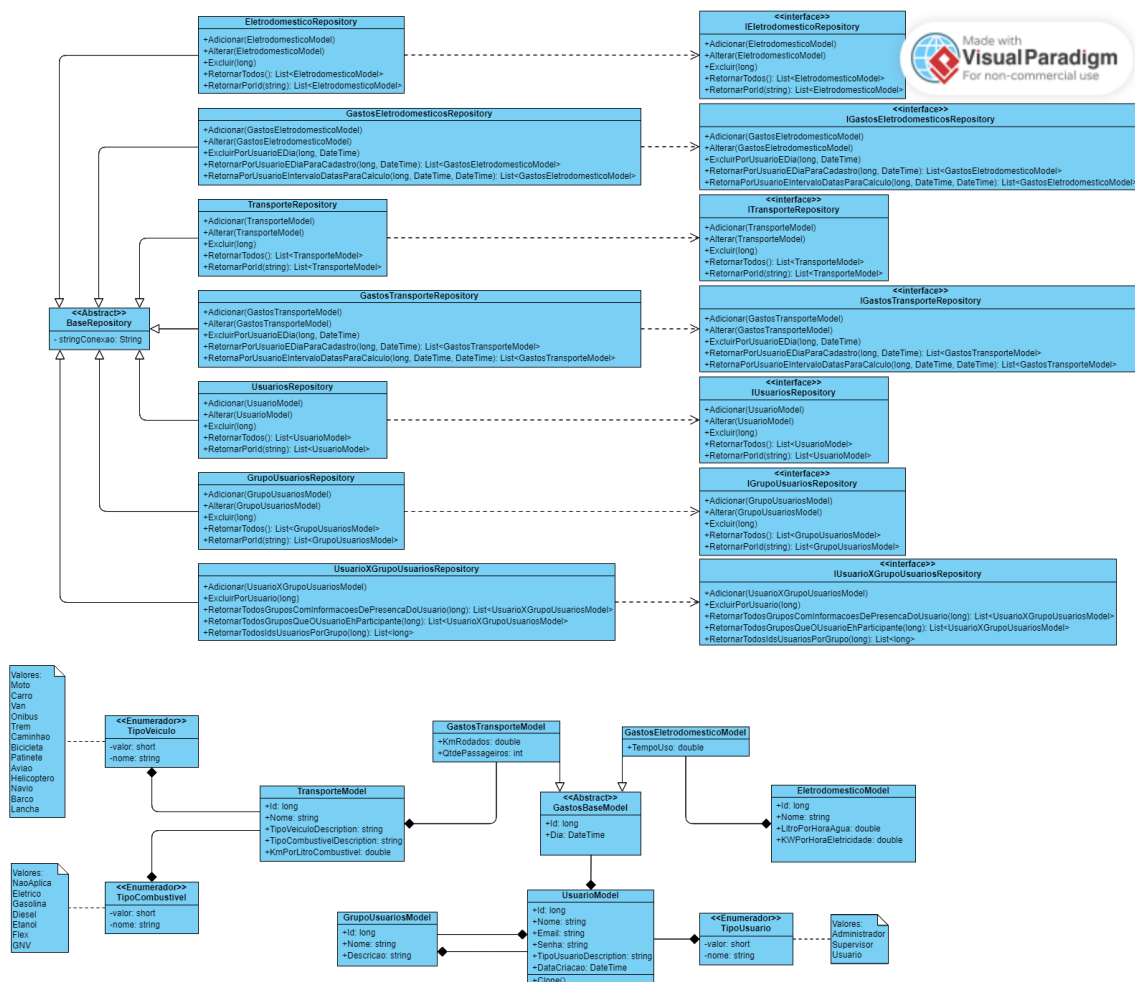 EletrodomesticoRepository
+Adicionar(EletrodomesticoModel)
+Alterar(EletrodomesticoModel)
+Excluir(long)
+RetornarTodos(): List<EletrodomesticoModel>
+RetornarPorId(string): List<EletrodomesticoModel>
<<interface>>
IEletrodomesticoRepository
+Adicionar(EletrodomesticoModel)
+Alterar(EletrodomesticoModel)
+Excluir(long)
+RetornarTodos(): List<EletrodomesticoModel>
+RetornarPorId(string): List<EletrodomesticoModel>
Made with
Visual Paradigm
For non-commercial use
GastosEletrodomesticosRepository
+Adicionar(GastosEletrodomesticoModel)
+Alterar(GastosEletrodomesticoModel)
+ExcluirPorUsuarioEDia(long, DateTime)
+RetornarPorUsuarioEDiaParaCadastro(long, DateTime): List<GastosEletrodomesticoModel>
+RetornaPorUsuarioEIntervaloDatasParaCalculo(long, DateTime, DateTime): List<GastosEletrodomesticoModel>
<<interface>>
IGastosEletrodomesticosRepository
+Adicionar(GastosEletrodomesticoModel)
+Alterar(GastosEletrodomesticoModel)
+ExcluirPorUsuarioEDia(long, DateTime)
+RetornarPorUsuarioEDiaParaCadastro(long, DateTime): List<GastosEletrodomesticoModel>
+RetornaPorUsuarioEIntervaloDatasParaCalculo(long, DateTime, DateTime): List<GastosEletrodomesticoModel>
TransporteRepository
+Adicionar(TransporteModel)
+Alterar(TransporteModel)
+Excluir(long)
+RetornarTodos(): List<TransporteModel>
+RetornarPorId(string): List<TransporteModel>
<<interface>>
ITransporteRepository
+Adicionar(TransporteModel)
+Alterar(TransporteModel)
+Excluir(long)
+RetornarTodos(): List<TransporteModel>
+RetornarPorId(string): List<TransporteModel>
<<Abstract>>
BaseRepository
- stringConexao: String
GastosTransporteRepository
+Adicionar(GastosTransporteModel)
+Alterar(GastosTransporteModel)
+ExcluirPorUsuarioEDia(long, DateTime)
+RetornarPorUsuarioEDiaParaCadastro(long, DateTime): List<GastosTransporteModel>
+RetornaPorUsuarioEIntervaloDatasParaCalculo(long, DateTime, DateTime): List<GastosTransporteModel>
<<interface>>
IGastosTransporteRepository
+Adicionar(GastosTransporteModel)
+Alterar(GastosTransporteModel)
+ExcluirPorUsuarioEDia(long, DateTime)
+RetornarPorUsuarioEDiaParaCadastro(long, DateTime): List<GastosTransporteModel>
+RetornaPorUsuarioEIntervaloDatasParaCalculo(long, DateTime, DateTime): List<GastosTransporteModel>
UsuariosRepository
+Adicionar(UsuarioModel)
+Alterar(UsuarioModel)
+Excluir(long)
+RetornarTodos(): List<UsuarioModel>
+RetornarPorId(string): List<UsuarioModel>
<<interface>>
IUsuariosRepository
+Adicionar(UsuarioModel)
+Alterar(UsuarioModel)
+Excluir(long)
+RetornarTodos(): List<UsuarioModel>
+RetornarPorId(string): List<UsuarioModel>
GrupoUsuariosRepository
+Adicionar(GrupoUsuariosModel)
+Alterar(GrupoUsuariosModel)
+Excluir(long)
+RetornarTodos(): List<GrupoUsuariosModel>
+RetornarPorId(string): List<GrupoUsuariosModel>
<<interface>>
IGrupoUsuariosRepository
+Adicionar(GrupoUsuariosModel)
+Alterar(GrupoUsuariosModel)
+Excluir(long)
+RetornarTodos(): List<GrupoUsuariosModel>
+RetornarPorId(string): List<GrupoUsuariosModel>
UsuarioXGrupoUsuariosRepository
+Adicionar(UsuarioXGrupoUsuariosModel)
+ExcluirPorUsuario(long)
+RetornarTodosGruposComInformacoesDePresencaDoUsuario(long): List<UsuarioXGrupoUsuariosModel>
+RetornarTodosGruposQueOUsuarioEhParticipante(long): List<UsuarioXGrupoUsuariosModel>
+RetornarTodosIdsUsuariosPorGrupo(long): List<long>
<<interface>>
IUsuarioXGrupoUsuariosRepository
+Adicionar(UsuarioXGrupoUsuariosModel)
+ExcluirPorUsuario(long)
+RetornarTodosGruposComInformacoesDePresencaDoUsuario(long): List<UsuarioXGrupoUsuariosModel>
+RetornarTodosGruposQueOUsuarioEhParticipante(long): List<UsuarioXGrupoUsuariosModel>
+RetornarTodosIdsUsuariosPorGrupo(long): List<long>
Valores:
Moto
Carro
Van
Onibus
Trem
Caminhao
Bicicleta
Patinete
Aviao
Helicoptero
Navio
Barco
Lancha
<<Enumerador>>
TipoVeiculo
-valor: short
-nome: string
GastosTransporteModel
+KmRodados: double
+QtdePassageiros: int
GastosEletrodomesticoModel
+TempoUso: double
TransporteModel
+Id: long
+Nome: string
+TipoVeiculoDescription: string
+TipoCombustivelDescription: string
+KmPorLitroCombustivel: double
<<Abstract>>
GastosBaseModel
+Id: long
+Dia: DateTime
EletrodomesticoModel
+Id: long
+Nome: string
+LitroPorHoraAgua: double
+KWPorHoraEletricidade: double
Valores:
NaoAplica
Eletrico
Gasolina
Diesel
Etanol
Flex
GNV
<<Enumerador>>
TipoCombustivel
-valor: short
-nome: string
GrupoUsuariosModel
+Id: long
+Nome: string
+Descricao: string
UsuarioModel
+Id: long
+Nome: string
+Email: string
+Senha: string
+TipoUsuarioDescription: string
+DataCriacao: DateTime
+Clone()
<<Enumerador>>
TipoUsuario
-valor: short
-nome: string
Valores:
Administrador
Supervisor
Usuario